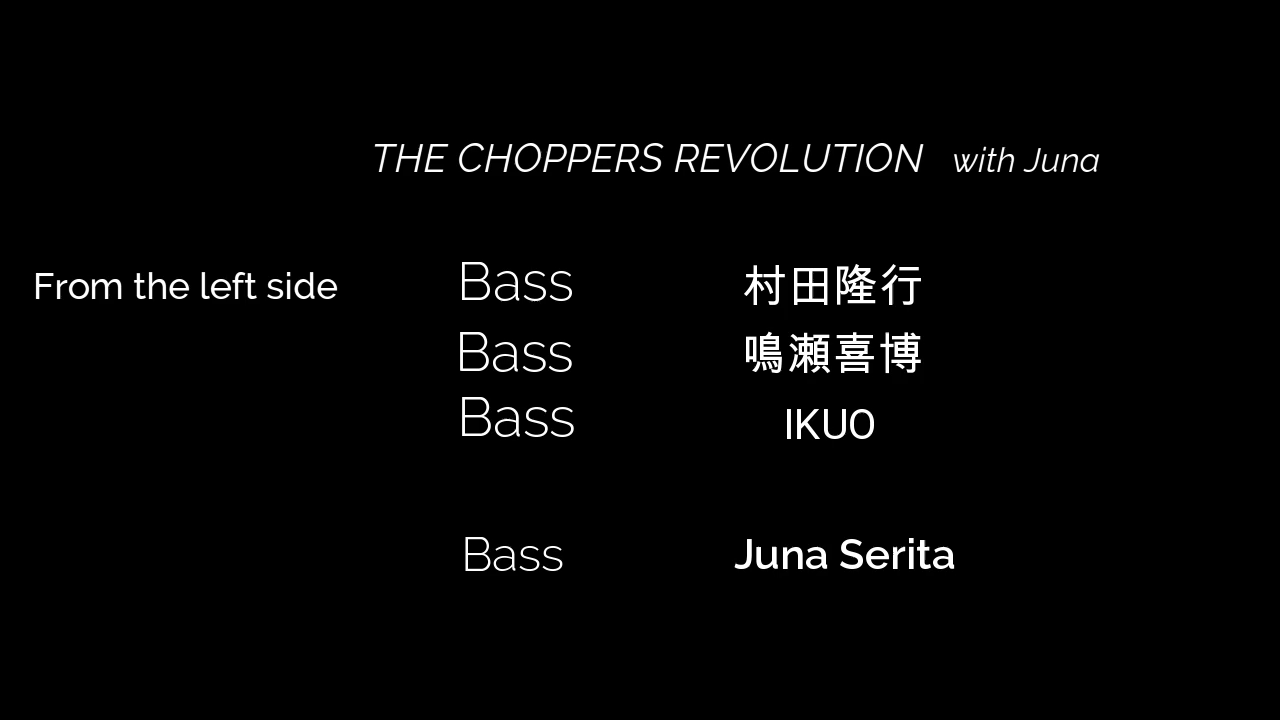 THE CHOPPERS REVOLUTION with Juna
From the left side Bass 村田隆行
Bass 鳴瀬喜博
Bass IKUO
Bass Juna Serita